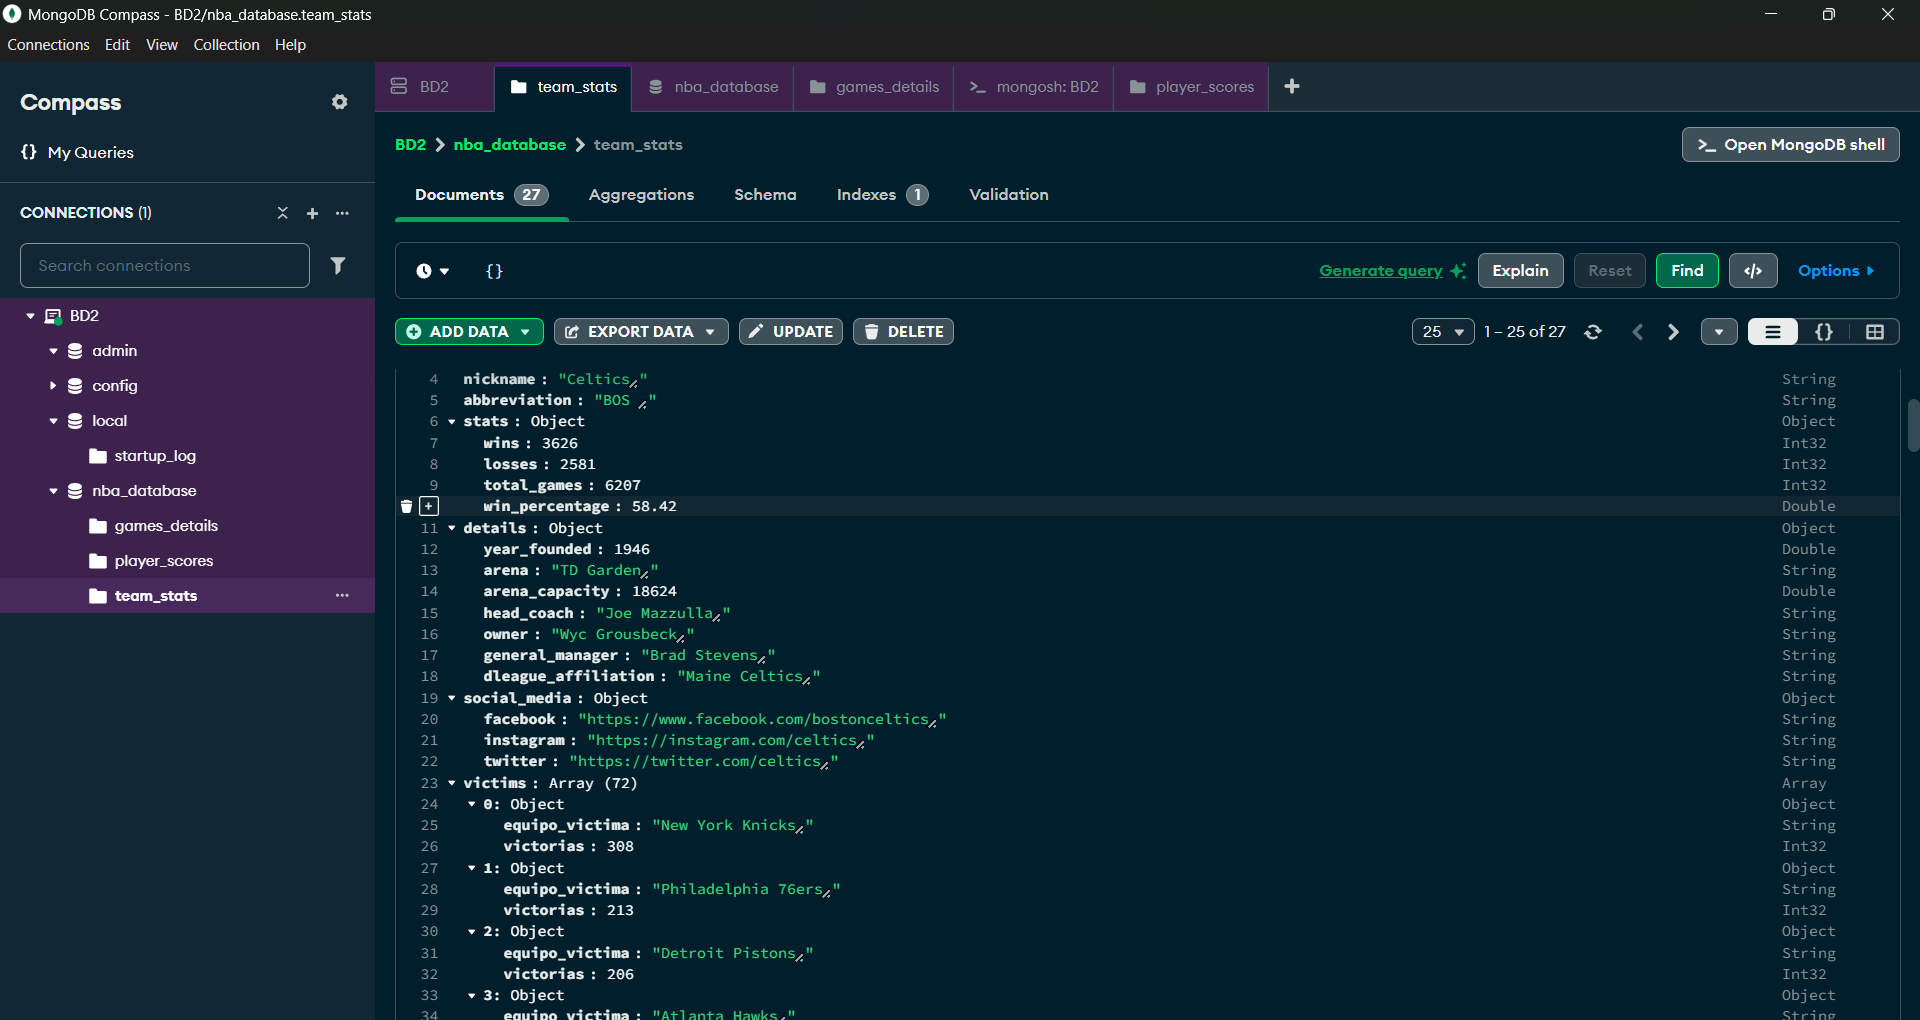 MongoDB Compass - BD2/nba_database.team_stats
Connections Edit View Collection Help
Compass
{} My Queries
CONNECTIONS (1)
Search connections
BD2
admin
config
local
startup_log
nba_database
games_details
player_scores
team_stats
BD2 team_stats nba_database games_details >_ mongosh: BD2 player_scores +
BD2 > nba_database > team_stats
>_ Open MongoDB shell
Documents 27 Aggregations Schema Indexes 1 Validation
{} Generate query Explain Reset Find </> Options
ADD DATA EXPORT DATA UPDATE DELETE 25 1 – 25 of 27 {}
4 nickname : "Celtics" String
5 abbreviation : "BOS " String
6 stats : Object Object
7 wins : 3626 Int32
8 losses : 2581 Int32
9 total_games : 6207 Int32
+ win_percentage : 58.42 Double
11 details : Object Object
12 year_founded : 1946 Double
13 arena : "TD Garden" String
14 arena_capacity : 18624 Double
15 head_coach : "Joe Mazzulla" String
16 owner : "Wyc Grousbeck" String
17 general_manager : "Brad Stevens" String
18 dleague_affiliation : "Maine Celtics" String
19 social_media : Object Object
20 facebook : "https://www.facebook.com/bostonceltics" String
21 instagram : "https://instagram.com/celtics" String
22 twitter : "https://twitter.com/celtics" String
23 victims : Array (72) Array
24 0: Object Object
25 equipo_victima : "New York Knicks" String
26 victorias : 308 Int32
27 1: Object Object
28 equipo_victima : "Philadelphia 76ers" String
29 victorias : 213 Int32
30 2: Object Object
31 equipo_victima : "Detroit Pistons" String
32 victorias : 206 Int32
33 3: Object Object
34 equipo_victima : "Atlanta Hawks" String